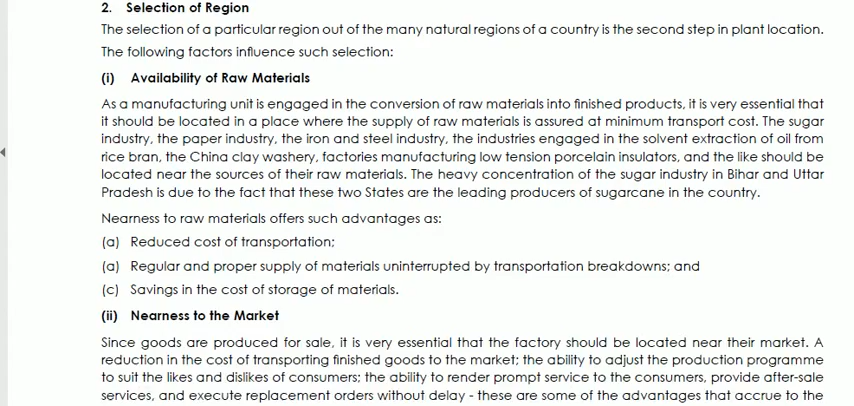 2. Selection of Region
The selection of a particular region out of the many natural regions of a country is the second step in plant location.
The following factors influence such selection:
(i) Availability of Raw Materials
As a manufacturing unit is engaged in the conversion of raw materials into finished products, it is very essential that
it should be located in a place where the supply of raw materials is assured at minimum transport cost. The sugar
industry, the paper industry, the iron and steel industry, the industries engaged in the solvent extraction of oil from
rice bran, the China clay washery, factories manufacturing low tension porcelain insulators, and the like should be
located near the sources of their raw materials. The heavy concentration of the sugar industry in Bihar and Uttar
Pradesh is due to the fact that these two States are the leading producers of sugarcane in the country.
Nearness to raw materials offers such advantages as:
(a) Reduced cost of transportation;
(a) Regular and proper supply of materials uninterrupted by transportation breakdowns; and
(c) Savings in the cost of storage of materials.
(ii) Nearness to the Market
Since goods are produced for sale, it is very essential that the factory should be located near their market. A
reduction in the cost of transporting finished goods to the market; the ability to adjust the production programme
to suit the likes and dislikes of consumers; the ability to render prompt service to the consumers, provide after-sale
services, and execute replacement orders without delay - these are some of the advantages that accrue to the